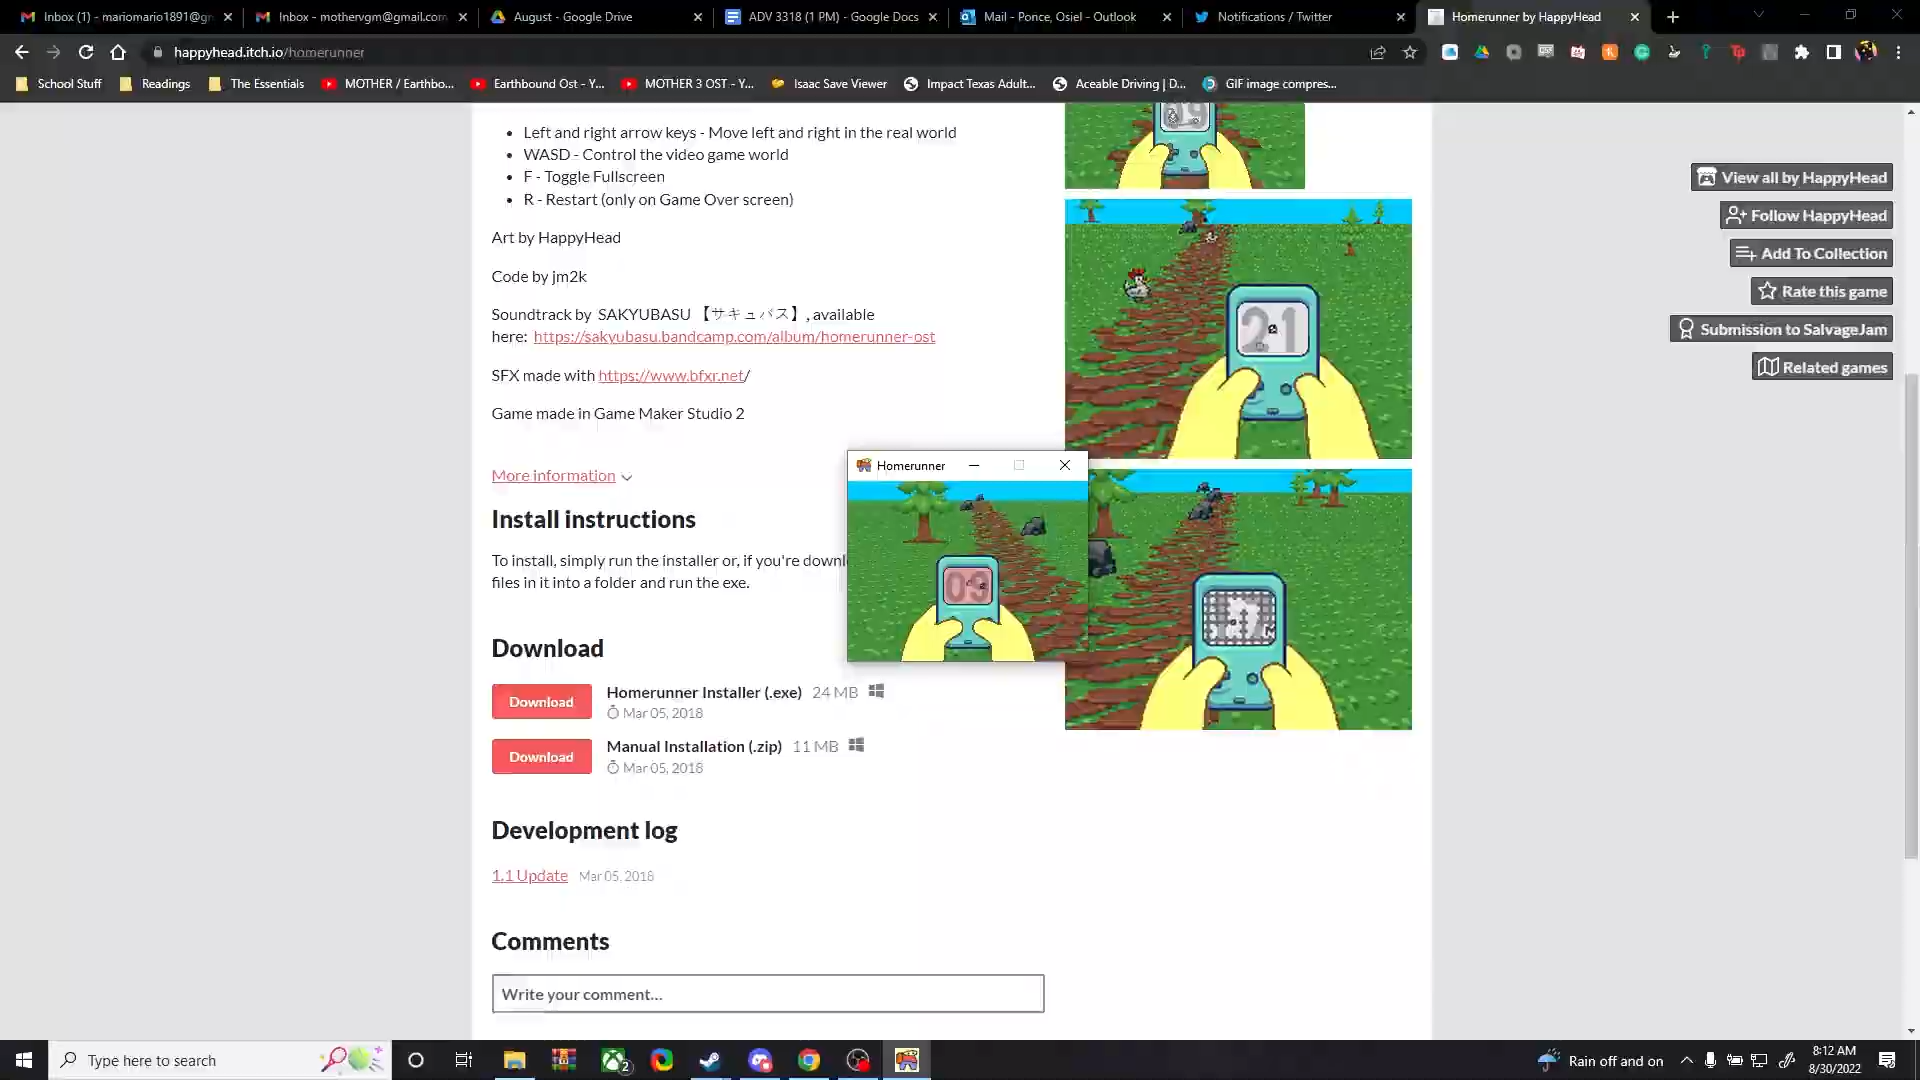 Inbox (1) - mariomario1891@gr
Inbox - mothervgm@gmail.com
August - Google Drive
ADV 3318 (1 PM) - Google Docs
Mail - Ponce, Osiel - Outlook
Notifications / Twitter
Homerunner by HappyHead
happyhead.itch.io/homerunner
School Stuff
Readings
The Essentials
MOTHER / Earthbo...
Earthbound Ost - Y...
MOTHER 3 OST - Y...
Isaac Save Viewer
Impact Texas Adult...
Aceable Driving | D...
GIF image compres...
Left and right arrow keys - Move left and right in the real world
WASD - Control the video game world
F - Toggle Fullscreen
R - Restart (only on Game Over screen)
Art by HappyHead
Code by jm2k
Soundtrack by SAKYUBASU 【サキュバス】, available
here: https://sakyubasu.bandcamp.com/album/homerunner-ost
SFX made with https://www.bfxr.net/
Game made in Game Maker Studio 2
More information
Install instructions
To install, simply run the installer or, if you're downl
files in it into a folder and run the exe.
Download
Download
Homerunner Installer (.exe) 24 MB
Mar 05, 2018
Download
Manual Installation (.zip) 11 MB
Mar 05, 2018
Development log
1.1 Update Mar 05, 2018
Comments
Write your comment...
09
21
Homerunner
09
View all by HappyHead
Follow HappyHead
Add To Collection
Rate this game
Submission to SalvageJam
Related games
Type here to search
2
Rain off and on
8:12 AM
8/30/2022